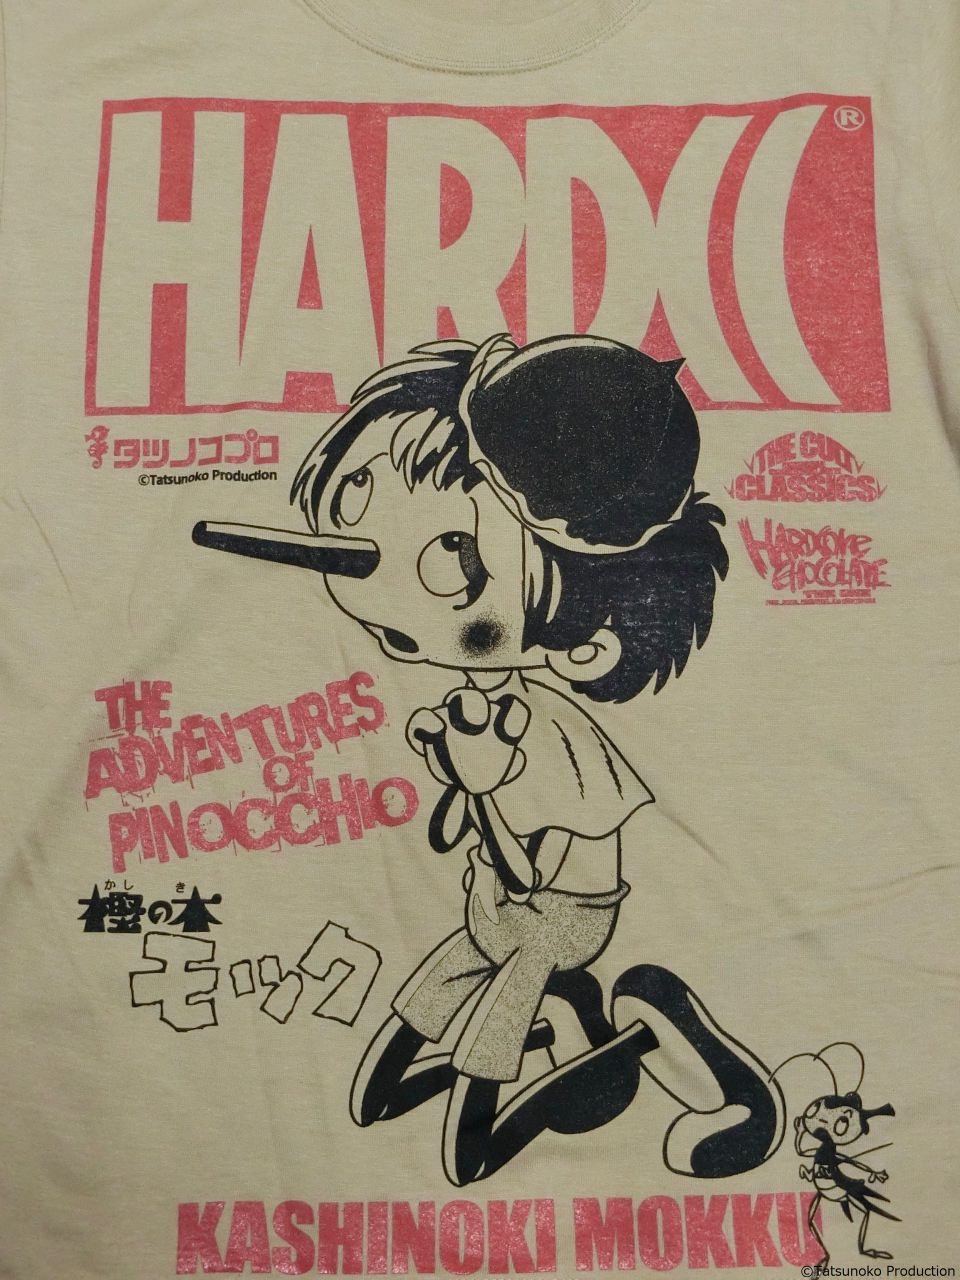 HARDCC
®
タツノコプロ
©Tatsunoko Production
THE CULT
CLASSICS
HARDCORE
CHOCOLATE
THE
ADVENTURES
OF
PINOCCHIO
かし き
樫の木
モック
KASHINOKI MOKKU
©Tatsunoko Production